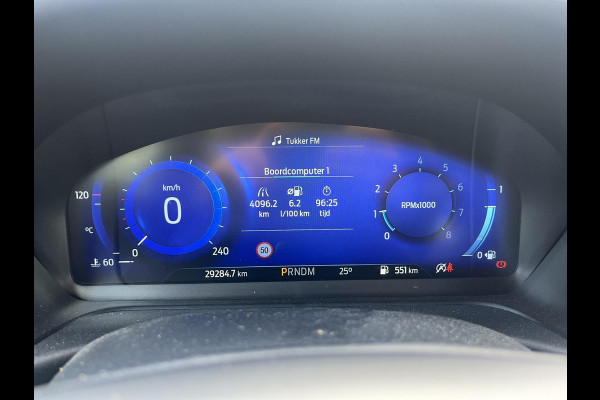 Tukker FM
Boordcomputer 1
4096.2 6.2 96:25
km l/100 km tijd
km/h
0
120
°C
60
0
240
50
4
3 5
2 6
1 7
0 8
RPMx1000
1
0
29284.7 km PRNDM 25° 551 km